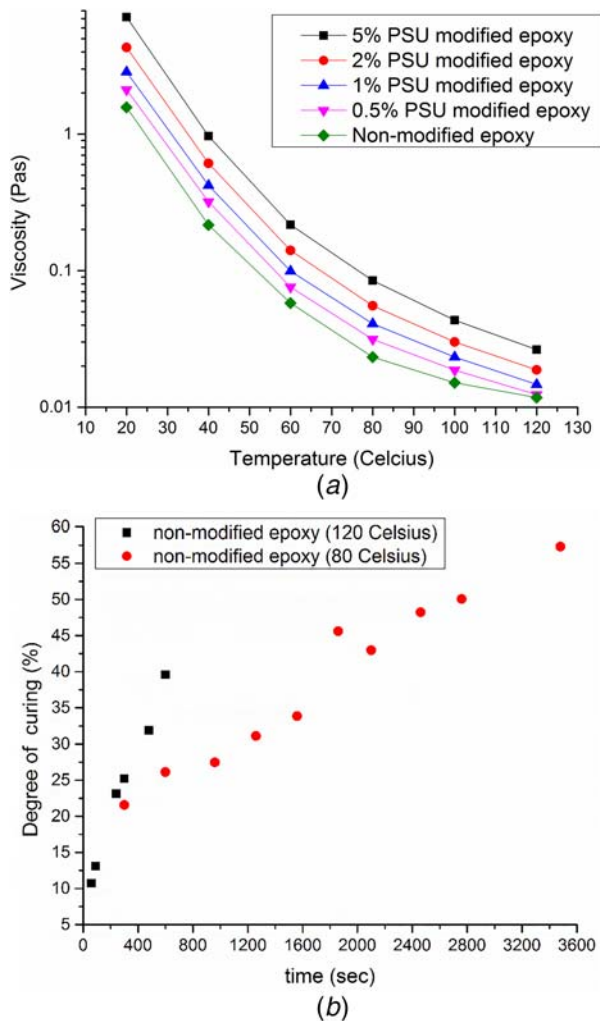 5% PSU modified epoxy
2% PSU modified epoxy
1% PSU modified epoxy
0.5% PSU modified epoxy
Non-modified epoxy
Viscosity (Pas)
1
0.1
0.01
10 20 30 40 50 60 70 80 90 100 110 120 130
Temperature (Celcius)
(a)
non-modified epoxy (120 Celsius)
non-modified epoxy (80 Celsius)
Degree of curing (%)
60
55
50
45
40
35
30
25
20
15
10
5
0 400 800 1200 1600 2000 2400 2800 3200 3600
time (sec)
(b)